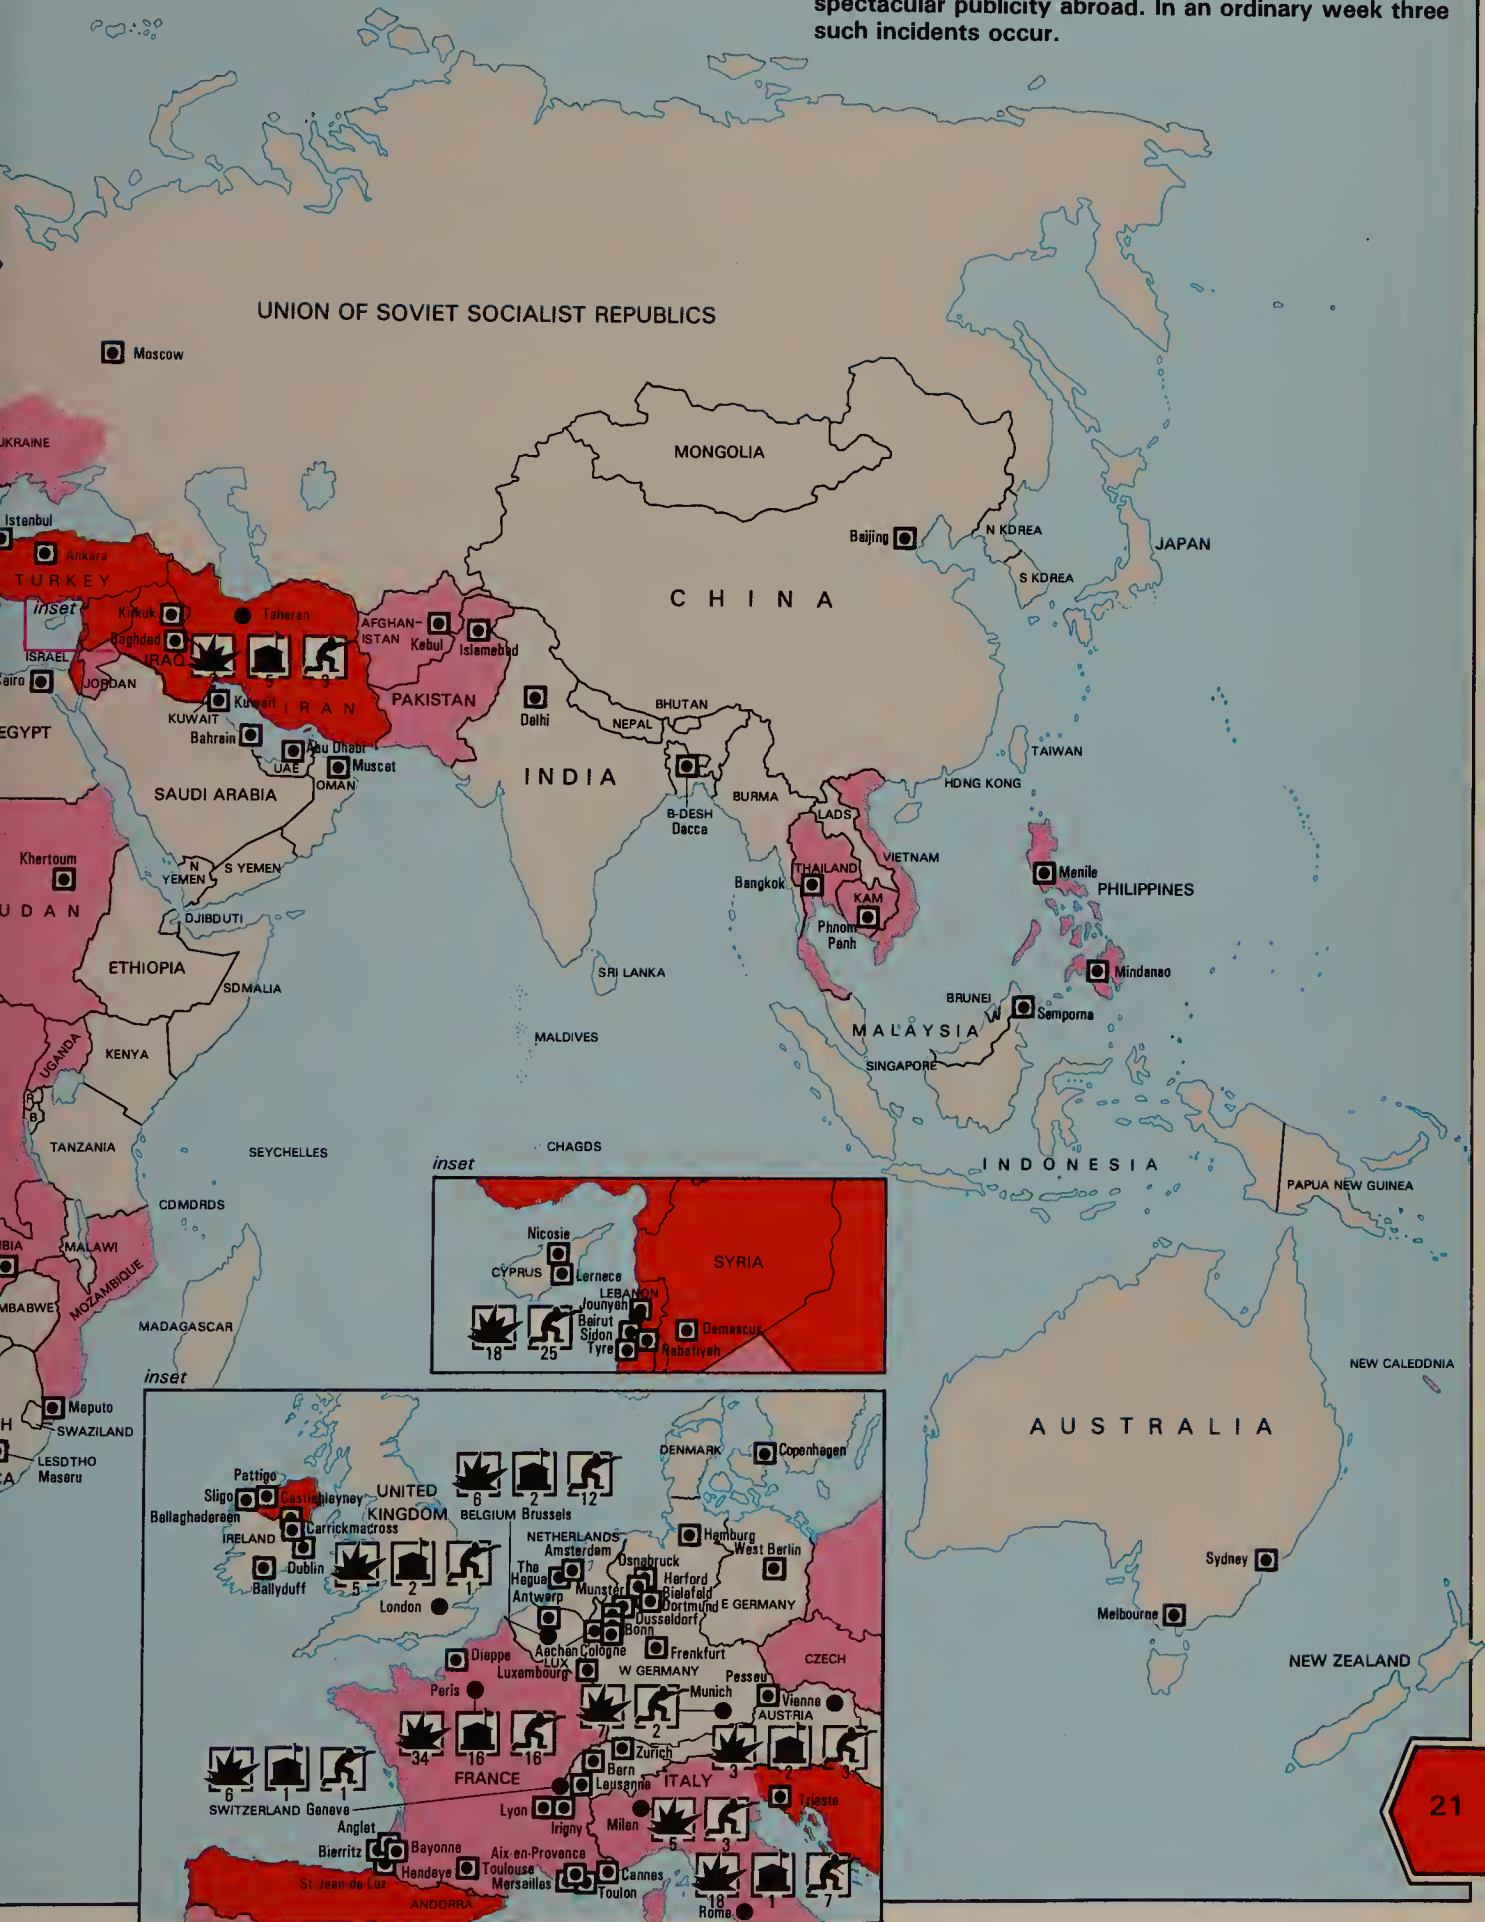 spectacular publicity abroad. In an ordinary week three
such incidents occur.
UNION OF SOVIET SOCIALIST REPUBLICS
Moscow
UKRAINE
MONGOLIA
Istanbul
Ankara
TURKEY
inset
Beijing
N KOREA
S KOREA
JAPAN
CHINA
Kirkuk
Teheran
Baghdad
IRAQ
5
3
IRAN
AFGHAN-
ISTAN
Kabul
Islamabad
ISRAEL
JORDAN
EGYPT
KUWAIT
Kuwait
Bahrain
Abu Dhabi
UAE
Muscat
OMAN
PAKISTAN
Delhi
NEPAL
BHUTAN
INDIA
B-DESH
Dacca
BURMA
TAIWAN
HONG KONG
SAUDI ARABIA
LAOS
VIETNAM
THAILAND
Bangkok
KAM
Phnom
Penh
Manila
PHILIPPINES
Mindanao
Khartoum
UDAN
N
YEMEN
S YEMEN
DJIBOUTI
ETHIOPIA
SOMALIA
SRI LANKA
BRUNEI
Semporna
MALAYSIA
SINGAPORE
MALDIVES
UGANDA
KENYA
R
B
TANZANIA
SEYCHELLES
CHAGOS
INDONESIA
PAPUA NEW GUINEA
COMOROS
MALAWI
MOZAMBIQUE
MBABWE
MADAGASCAR
Maputo
SWAZILAND
LESOTHO
Maseru
AUSTRALIA
NEW CALEDONIA
Sydney
Melbourne
NEW ZEALAND
inset
Nicosia
CYPRUS
Larnaca
SYRIA
LEBANON
Jounyeh
Beirut
Sidon
Tyre
Nabatiyeh
Damascus
18
25
inset
DENMARK
Copenhagen
Pattigo
Sligo
Castleblayney
Ballaghadereen
Carrickmacross
IRELAND
Dublin
Ballyduff
UNITED
KINGDOM
5
2
1
London
6
2
12
BELGIUM Brussels
NETHERLANDS
Amsterdam
The
Hague
Antwerp
Hamburg
West Berlin
Osnabruck
Herford
Munster
Bielefeld
Dortmund
E GERMANY
Dusseldorf
Bonn
Aachen
Cologne
LUX
Luxembourg
Frankfurt
W GERMANY
CZECH
Passau
Vienna
AUSTRIA
Munich
7
2
3
2
3
Dieppe
Paris
34
16
16
FRANCE
Zurich
Bern
Lausanne
ITALY
6
1
1
SWITZERLAND Geneva
Lyon
Irigny
Milan
5
3
Trieste
Anglet
Biarritz
Bayonne
Hendaye
St Jean de Luz
Toulouse
Aix-en-Provence
Marseilles
Cannes
Toulon
ANDORRA
18
1
7
Rome
21